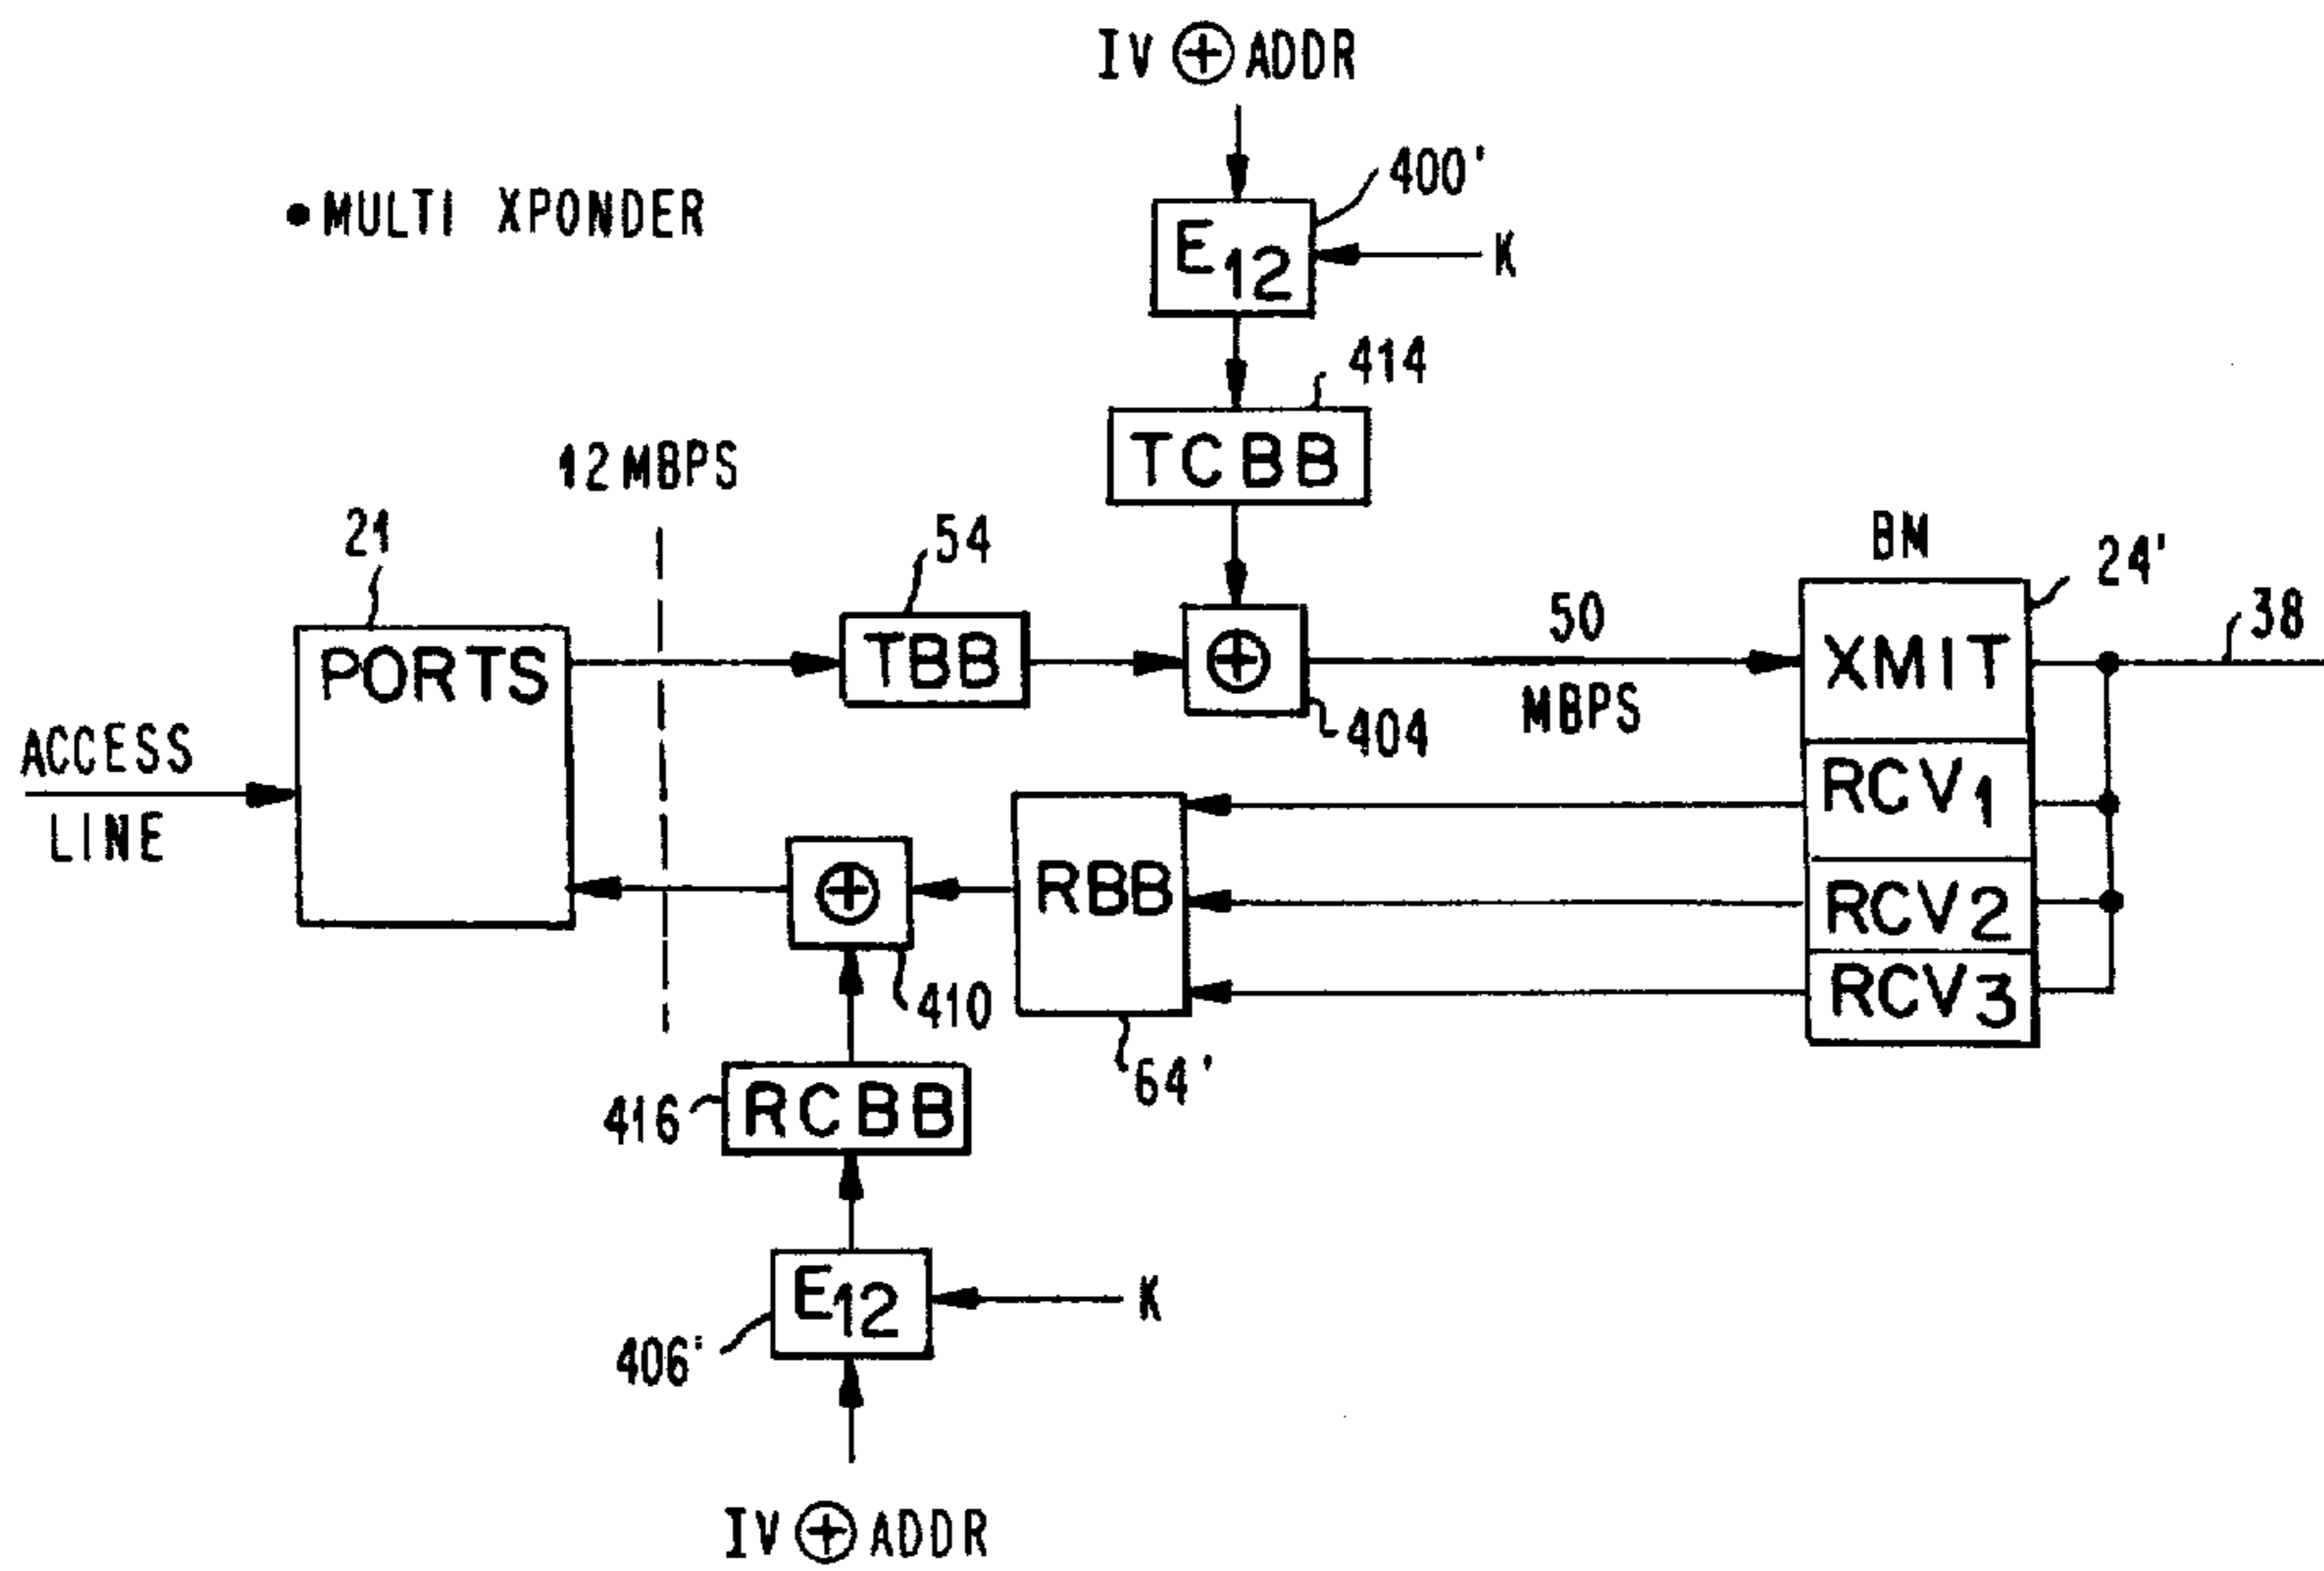 IV ⊕ ADDR
400'
• MULTI XPONDER
E12
K
414
TCBB
12 MBPS
21
54
BM
24'
PORTS
TBB
⊕
50
MBPS
XMIT
38
404
ACCESS
LINE
RCV1
⊕
RBB
RCV2
410
RCV3
64'
416
RCBB
E12
K
406'
IV ⊕ ADDR